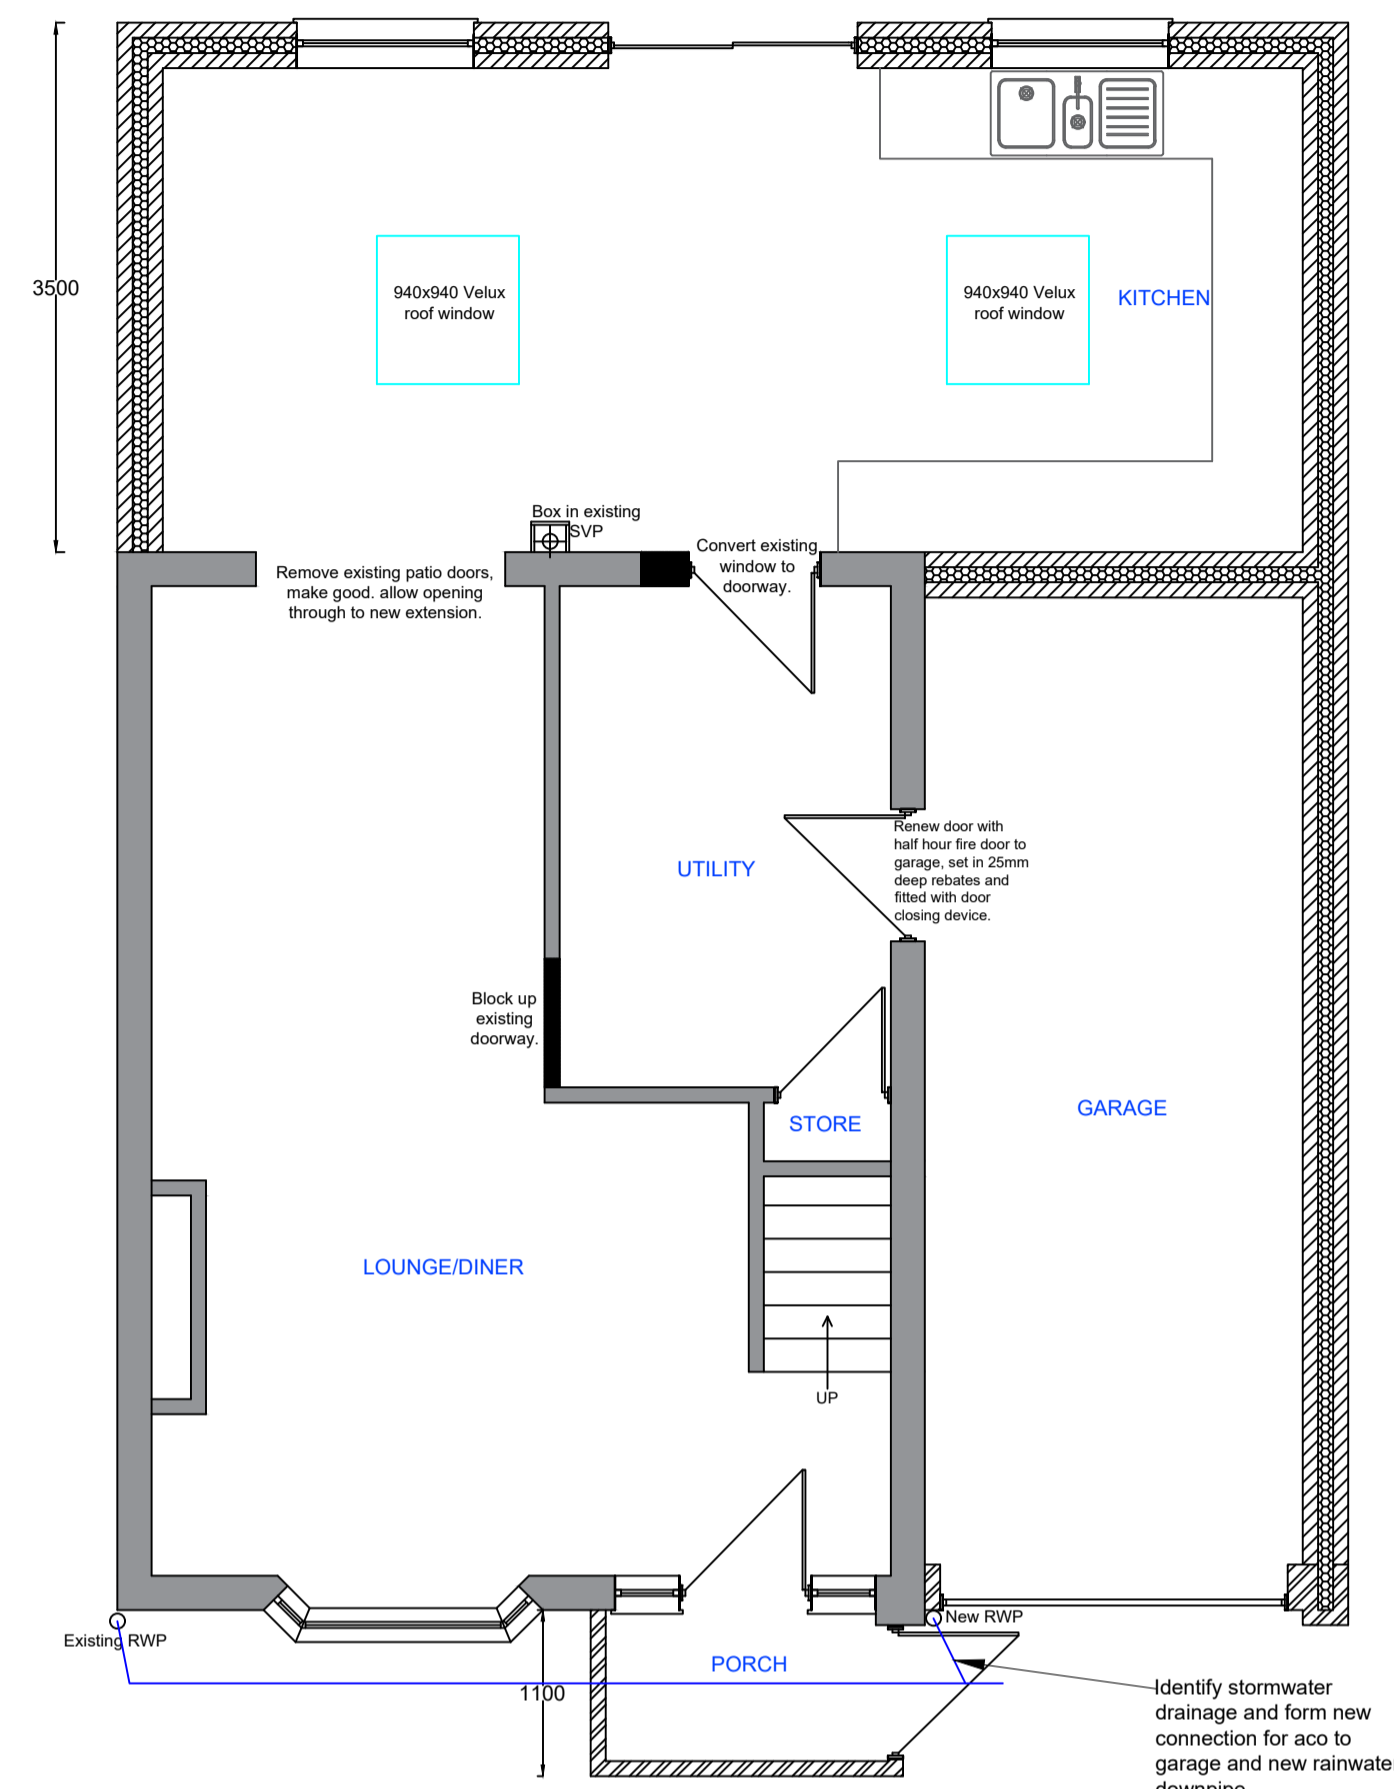 3500
940x940 Velux
roof window
940x940 Velux
roof window
KITCHEN
Box in existing
SVP
Convert existing
window to
doorway.
Remove existing patio doors,
make good. allow opening
through to new extension.
Renew door with
half hour fire door to
garage, set in 25mm
deep rebates and
fitted with door
closing device.
UTILITY
Block up
existing
doorway.
STORE
GARAGE
LOUNGE/DINER
UP
New RWP
Existing RWP
PORCH
1100
Identify stormwater
drainage and form new
connection for aco to
garage and new rainwater
downpipe